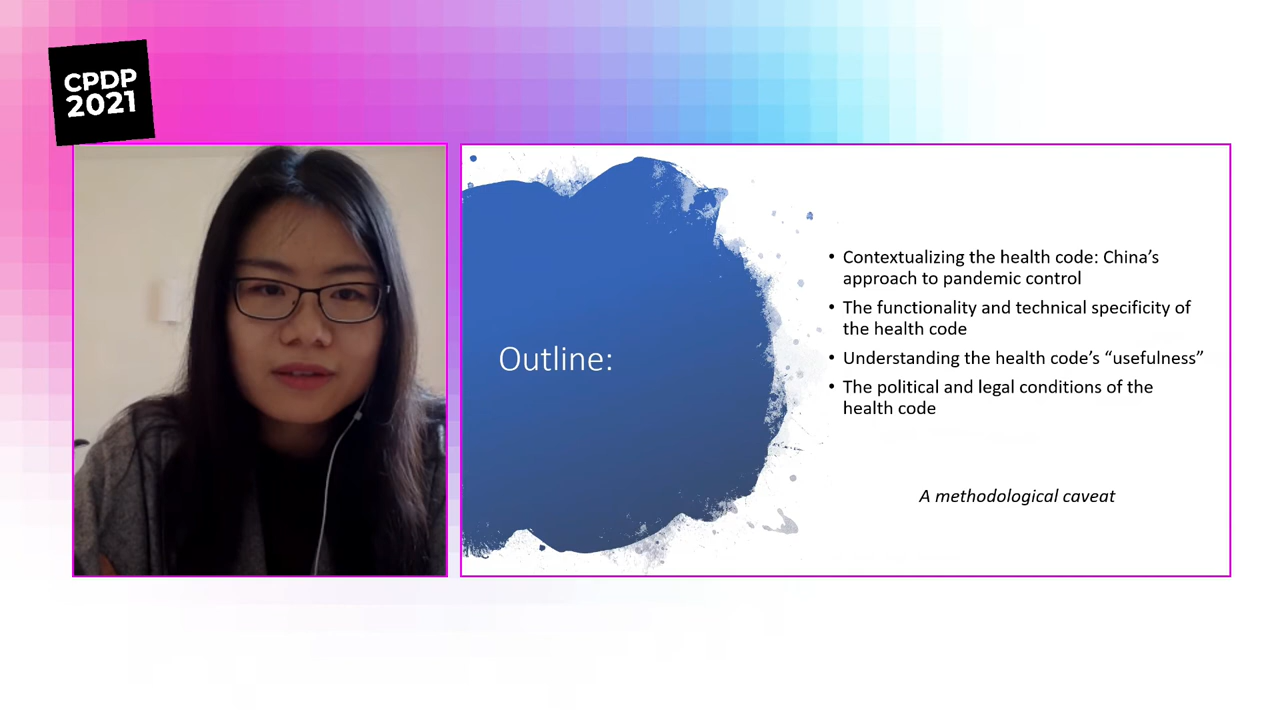 CPDP
2021
Outline:
• Contextualizing the health code: China’s
approach to pandemic control
• The functionality and technical specificity of
the health code
• Understanding the health code’s “usefulness”
• The political and legal conditions of the
health code
A methodological caveat